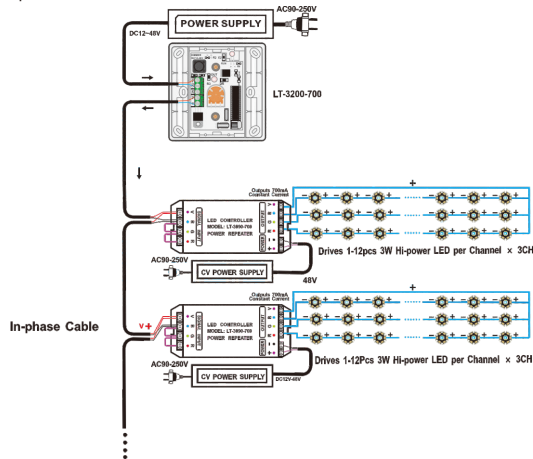 AC90-250V
POWER SUPPLY
DC12~48V
LT-3200-700
+
Outputs 700mA
Constant Current
LED CONTROLLER
MODEL: LT-3060-700
POWER REPEATER
Drives 1-12pcs 3W Hi-power LED per Channel × 3CH
AC90-250V
CV POWER SUPPLY
48V
+
Outputs 700mA
Constant Current
In-phase Cable
V +
LED CONTROLLER
MODEL: LT-3060-700
POWER REPEATER
Drives 1-12Pcs 3W Hi-power LED per Channel × 3CH
AC90-250V
CV POWER SUPPLY
DC12V-48V